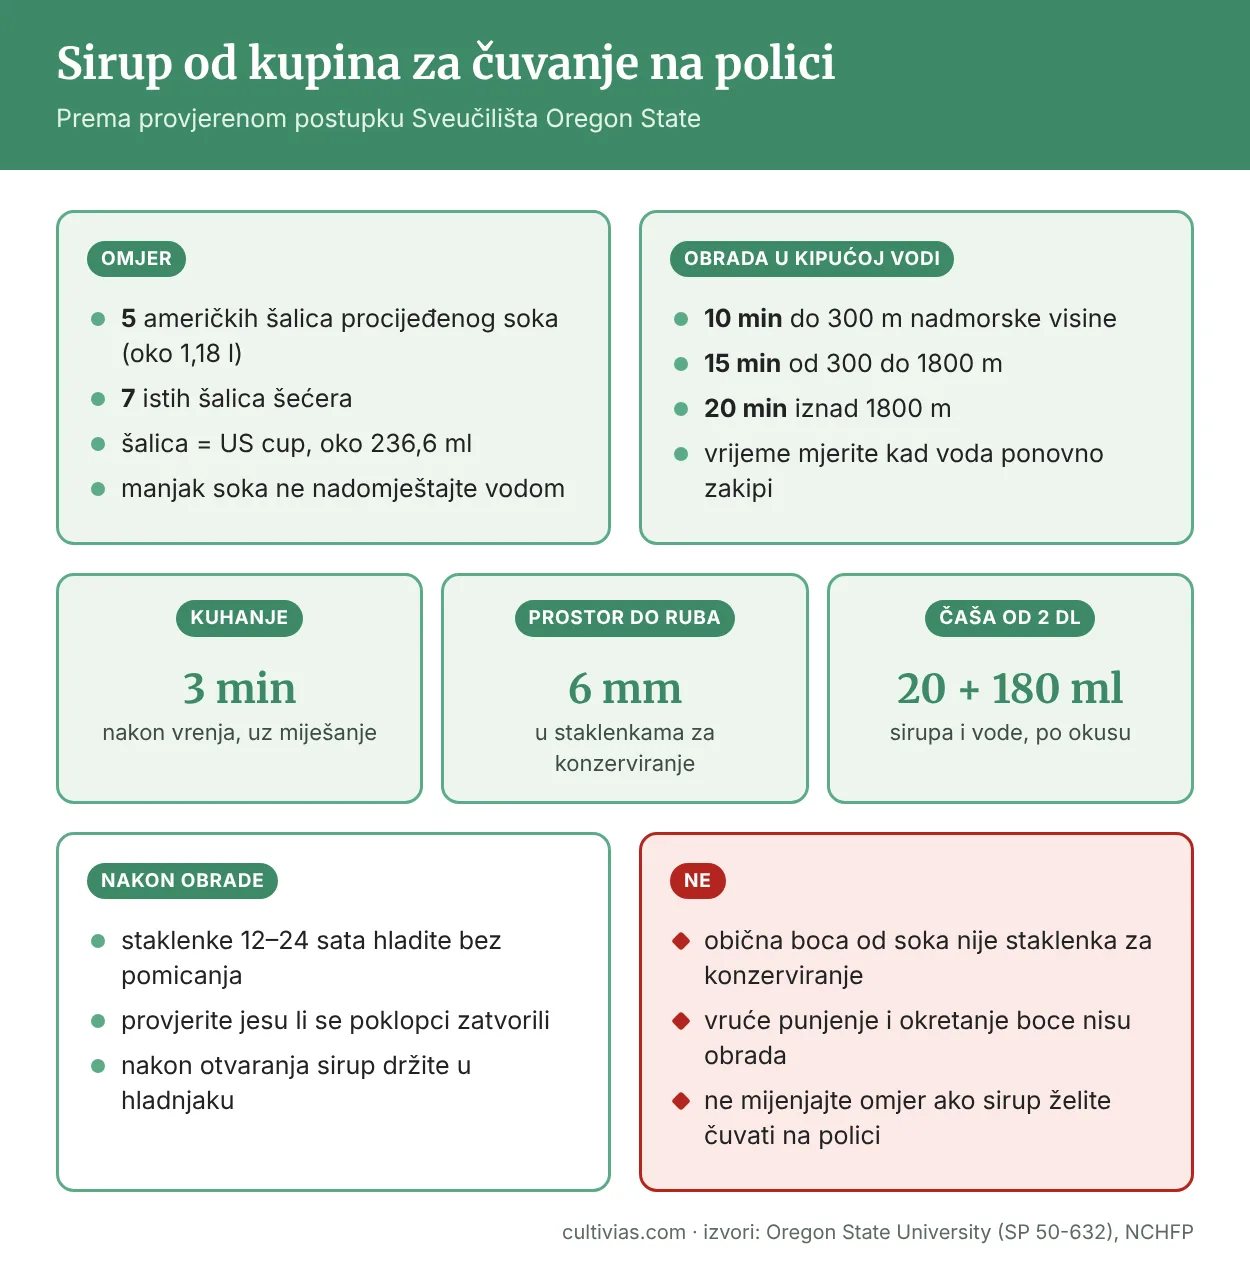 Sirup od kupina za čuvanje na polici
Prema provjerenom postupku Sveučilišta Oregon State
OMJER
5 američkih šalica procijeđenog soka
(oko 1,18 l)
7 istih šalica šećera
šalica = US cup, oko 236,6 ml
manjak soka ne nadomještajte vodom
OBRADA U KIPUĆOJ VODI
10 min do 300 m nadmorske visine
15 min od 300 do 1800 m
20 min iznad 1800 m
vrijeme mjerite kad voda ponovno
zakipi
KUHANJE
3 min
nakon vrenja, uz miješanje
PROSTOR DO RUBA
6 mm
u staklenkama za
konzerviranje
ČAŠA OD 2 DL
20 + 180 ml
sirupa i vode, po okusu
NAKON OBRADE
staklenke 12–24 sata hladite bez
pomicanja
provjerite jesu li se poklopci zatvorili
nakon otvaranja sirup držite u
hladnjaku
NE
obična boca od soka nije staklenka za
konzerviranje
vruće punjenje i okretanje boce nisu
obrada
ne mijenjajte omjer ako sirup želite
čuvati na polici
cultivias.com · izvori: Oregon State University (SP 50-632), NCHFP